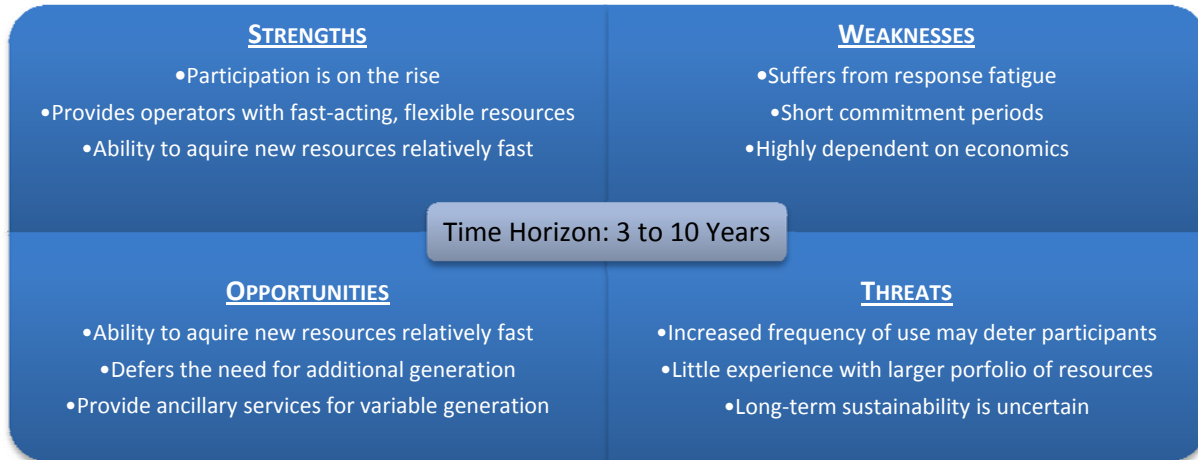 STRENGTHS
•Participation is on the rise
•Provides operators with fast-acting, flexible resources
•Ability to aquire new resources relatively fast
WEAKNESSES
•Suffers from response fatigue
•Short commitment periods
•Highly dependent on economics
Time Horizon: 3 to 10 Years
OPPORTUNITIES
•Ability to aquire new resources relatively fast
•Defers the need for additional generation
•Provide ancillary services for variable generation
THREATS
•Increased frequency of use may deter participants
•Little experience with larger porfolio of resources
•Long-term sustainability is uncertain